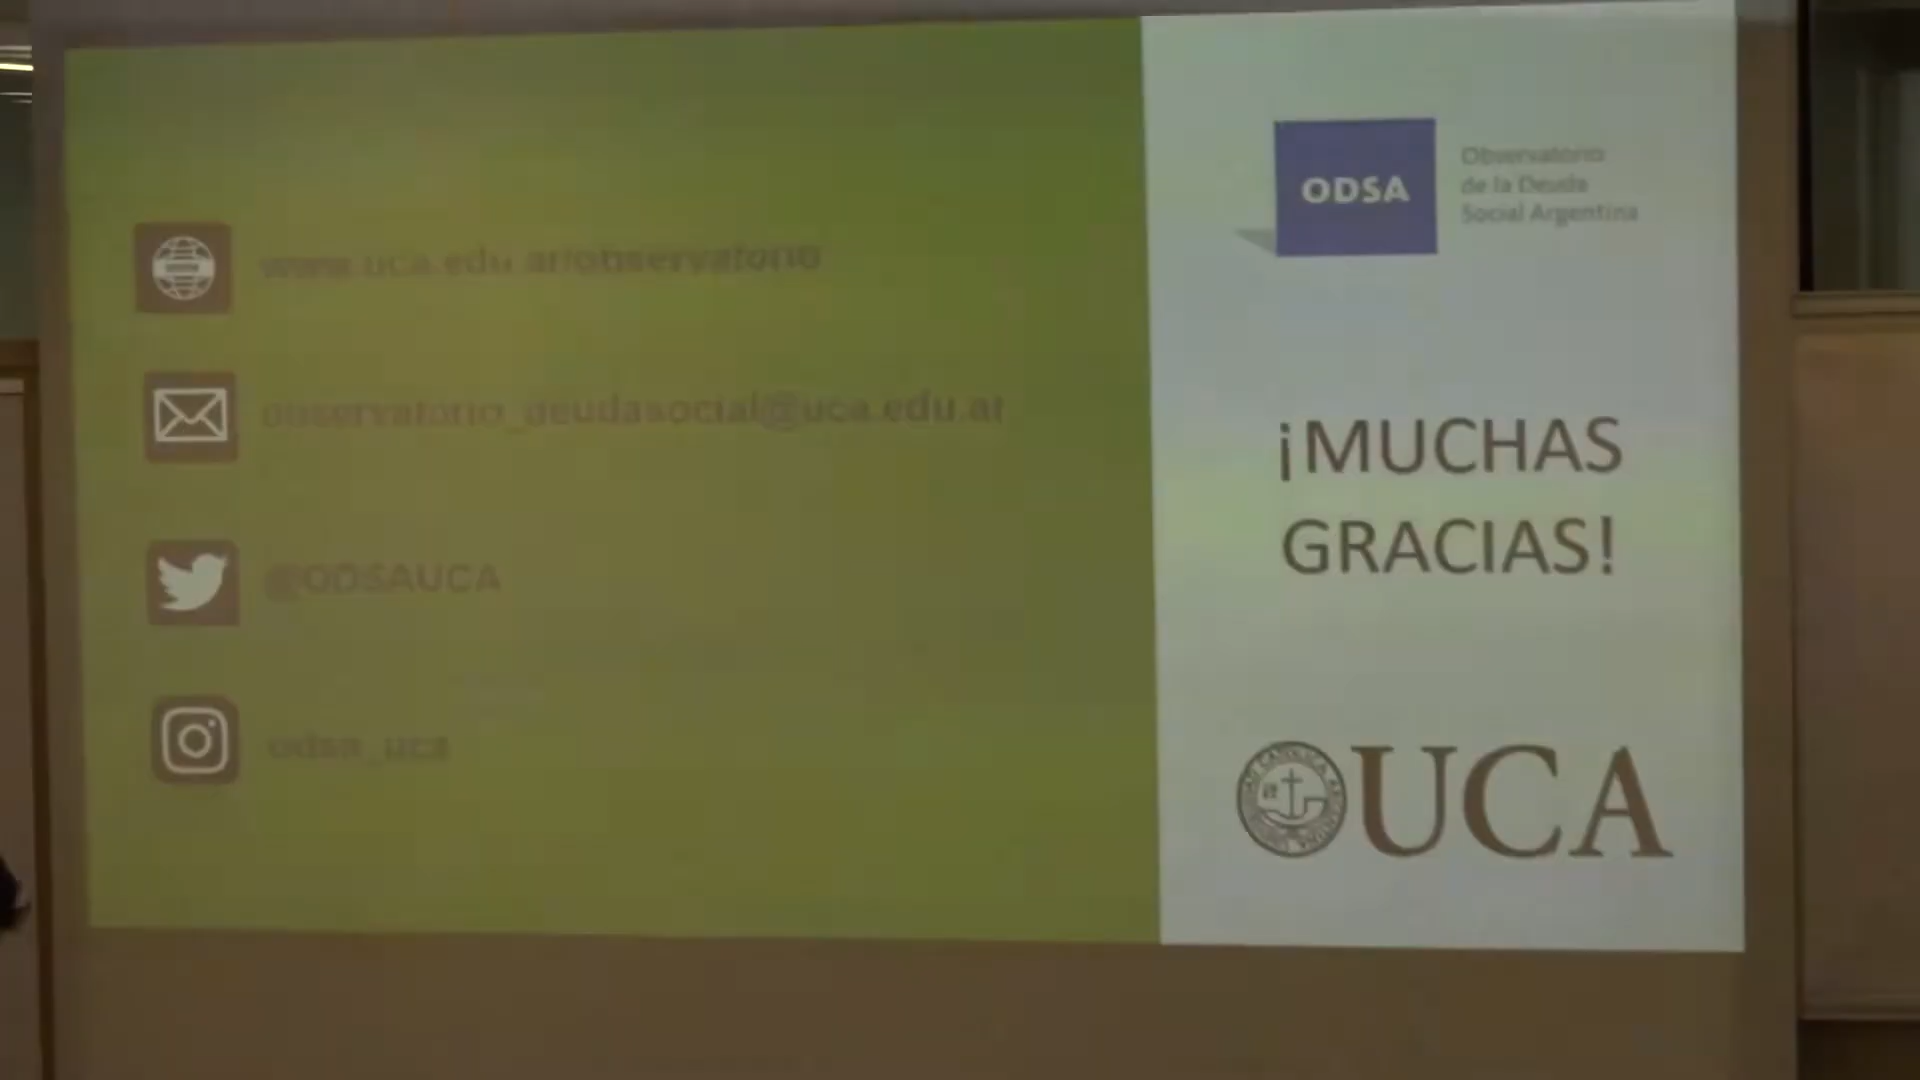 www.uca.edu.ar/observatorio
observatorio_deudasocial@uca.edu.ar
@ODSAUCA
odsa_uca
ODSA
Observatorio
de la Deuda
Social Argentina
¡MUCHAS
GRACIAS!
UCA